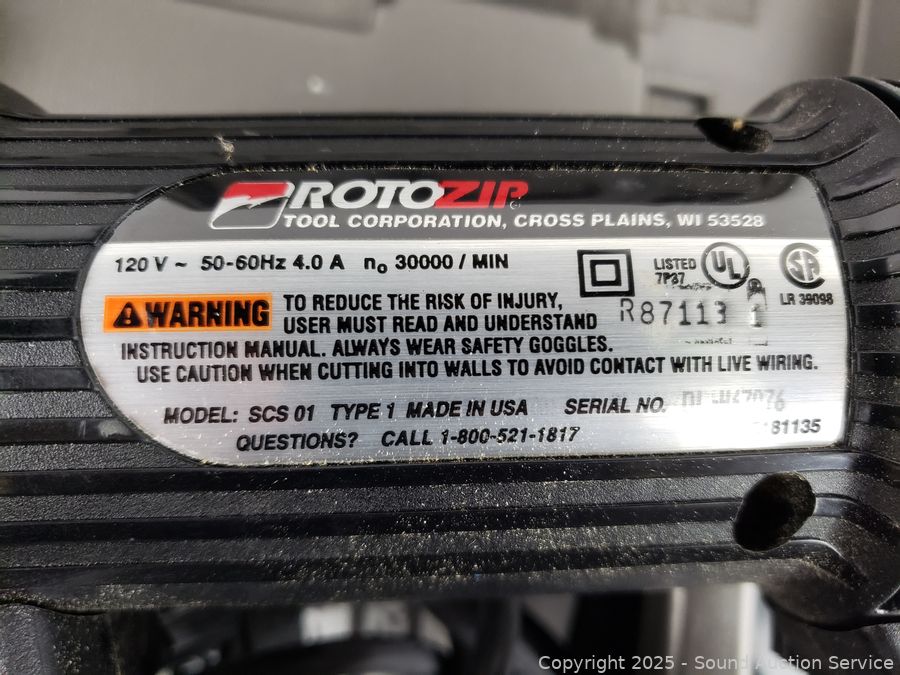 ROTOZIP
TOOL CORPORATION, CROSS PLAINS, WI 53528
120 V ~ 50-60Hz 4.0 A n₀ 30000 / MIN
LISTED
7P37
UL
SA
LR 39098
WARNING
TO REDUCE THE RISK OF INJURY,
USER MUST READ AND UNDERSTAND
R87113 1
INSTRUCTION MANUAL. ALWAYS WEAR SAFETY GOGGLES.
USE CAUTION WHEN CUTTING INTO WALLS TO AVOID CONTACT WITH LIVE WIRING.
MODEL: SCS 01 TYPE 1 MADE IN USA SERIAL NO.
QUESTIONS? CALL 1-800-521-1817
81135
Copyright 2025 - Sound Auction Service